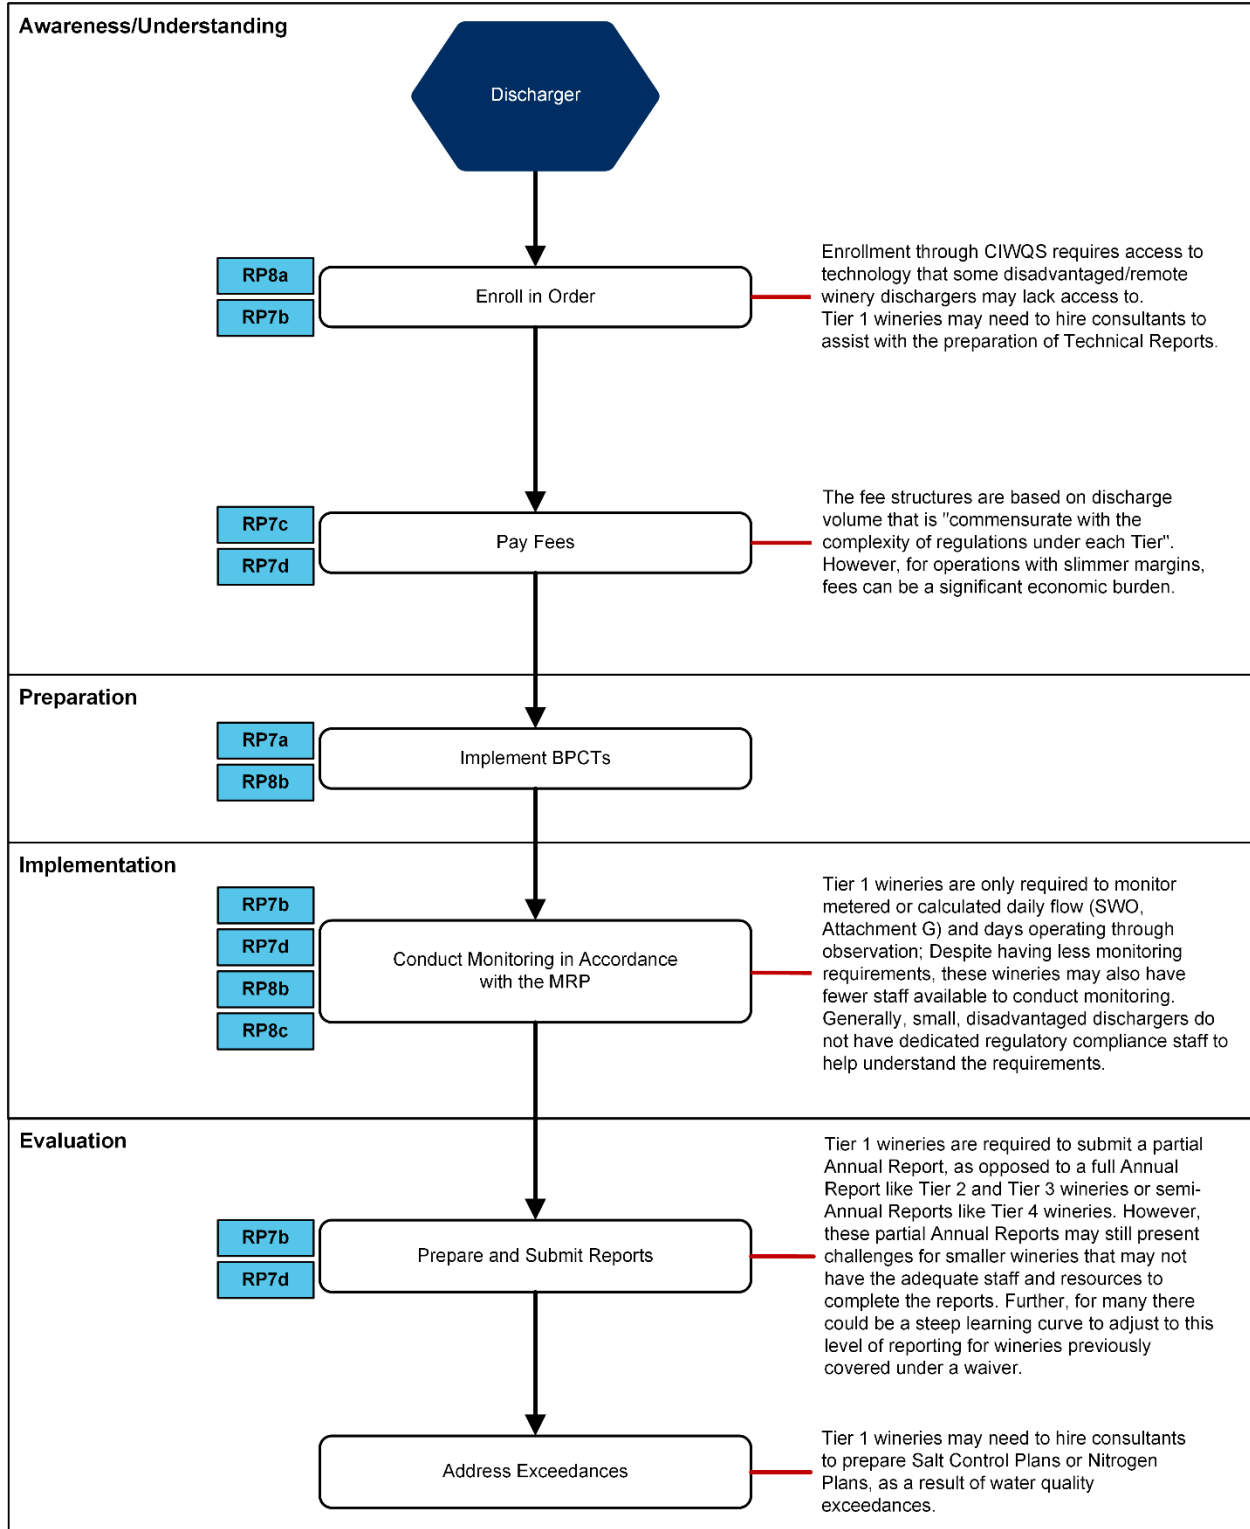 Awareness/Understanding
Discharger
RP8a
RP7b
Enroll in Order
Enrollment through CIWQS requires access to
technology that some disadvantaged/remote
winery dischargers may lack access to.
Tier 1 wineries may need to hire consultants to
assist with the preparation of Technical Reports.
RP7c
RP7d
Pay Fees
The fee structures are based on discharge
volume that is "commensurate with the
complexity of regulations under each Tier".
However, for operations with slimmer margins,
fees can be a significant economic burden.
Preparation
RP7a
RP8b
Implement BPCTs
Implementation
RP7b
RP7d
RP8b
RP8c
Conduct Monitoring in Accordance
with the MRP
Tier 1 wineries are only required to monitor
metered or calculated daily flow (SWO,
Attachment G) and days operating through
observation; Despite having less monitoring
requirements, these wineries may also have
fewer staff available to conduct monitoring.
Generally, small, disadvantaged dischargers do
not have dedicated regulatory compliance staff to
help understand the requirements.
Evaluation
RP7b
RP7d
Prepare and Submit Reports
Tier 1 wineries are required to submit a partial
Annual Report, as opposed to a full Annual
Report like Tier 2 and Tier 3 wineries or semi-
Annual Reports like Tier 4 wineries. However,
these partial Annual Reports may still present
challenges for smaller wineries that may not
have the adequate staff and resources to
complete the reports. Further, for many there
could be a steep learning curve to adjust to this
level of reporting for wineries previously
covered under a waiver.
Address Exceedances
Tier 1 wineries may need to hire consultants
to prepare Salt Control Plans or Nitrogen
Plans, as a result of water quality
exceedances.